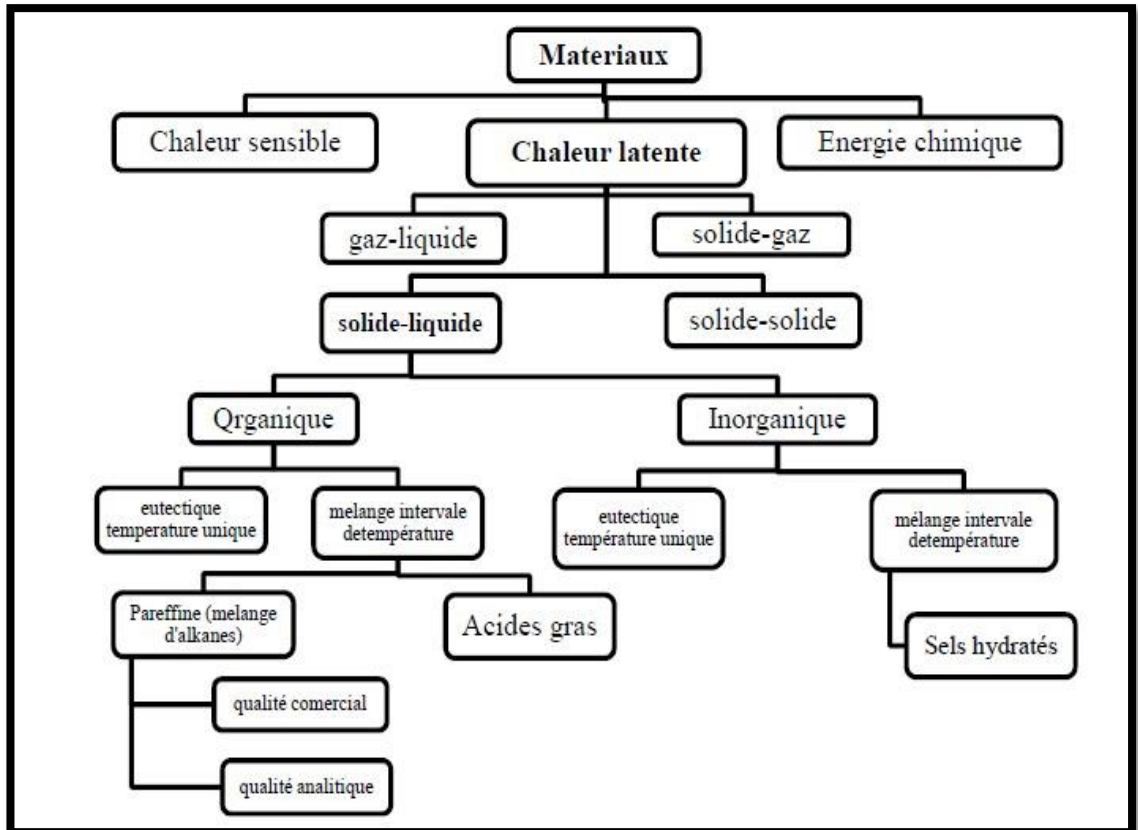 Materiaux
Chaleur sensible
Chaleur latente
Energie chimique
gaz-liquide
solide-gaz
solide-liquide
solide-solide
Qrganique
Inorganique
eutectique
temperature unique
melange intervale
detempérature
eutectique
température unique
mélange intervale
detempérature
Pareffine (melange
d'alkanes)
Acides gras
Sels hydratés
qualité comercial
qualité analitique